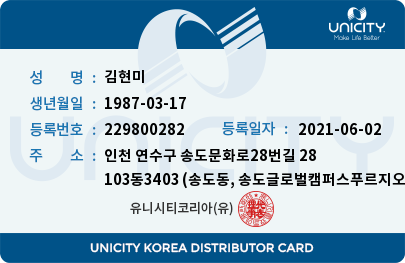 UNICITY
Make Life Better
성 명 : 김현미
생년월일 : 1987-03-17
등록번호 : 229800282 등록일자 : 2021-06-02
주 소 : 인천 연수구 송도문화로28번길 28
103동3403 (송도동, 송도글로벌캠퍼스푸르지오
유니시티코리아(유)
UNICITY
UNICITY KOREA DISTRIBUTOR CARD